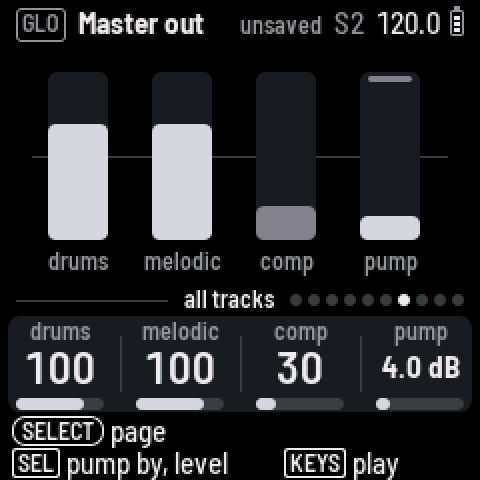 GLO Master out unsaved S2 120.0
drums melodic comp pump
all tracks
drums melodic comp pump
100 100 30 4.0 dB
SELECT page
SEL pump by, level KEYS play